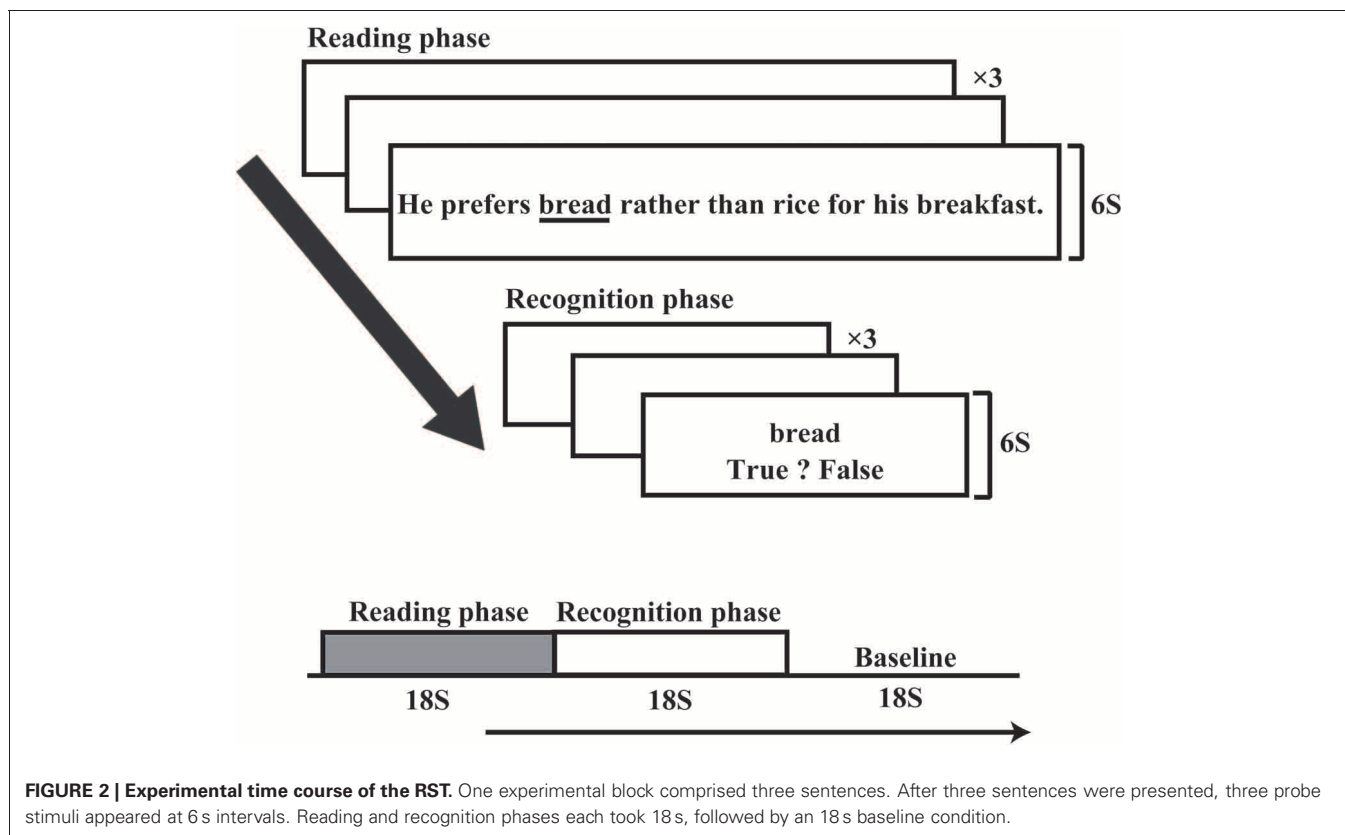 Reading phase
×3
He prefers bread rather than rice for his breakfast.
6S
Recognition phase
×3
bread
True ? False
6S
Reading phase Recognition phase
Baseline
18S 18S 18S
FIGURE 2 | Experimental time course of the RST. One experimental block comprised three sentences. After three sentences were presented, three probe
stimuli appeared at 6 s intervals. Reading and recognition phases each took 18 s, followed by an 18 s baseline condition.